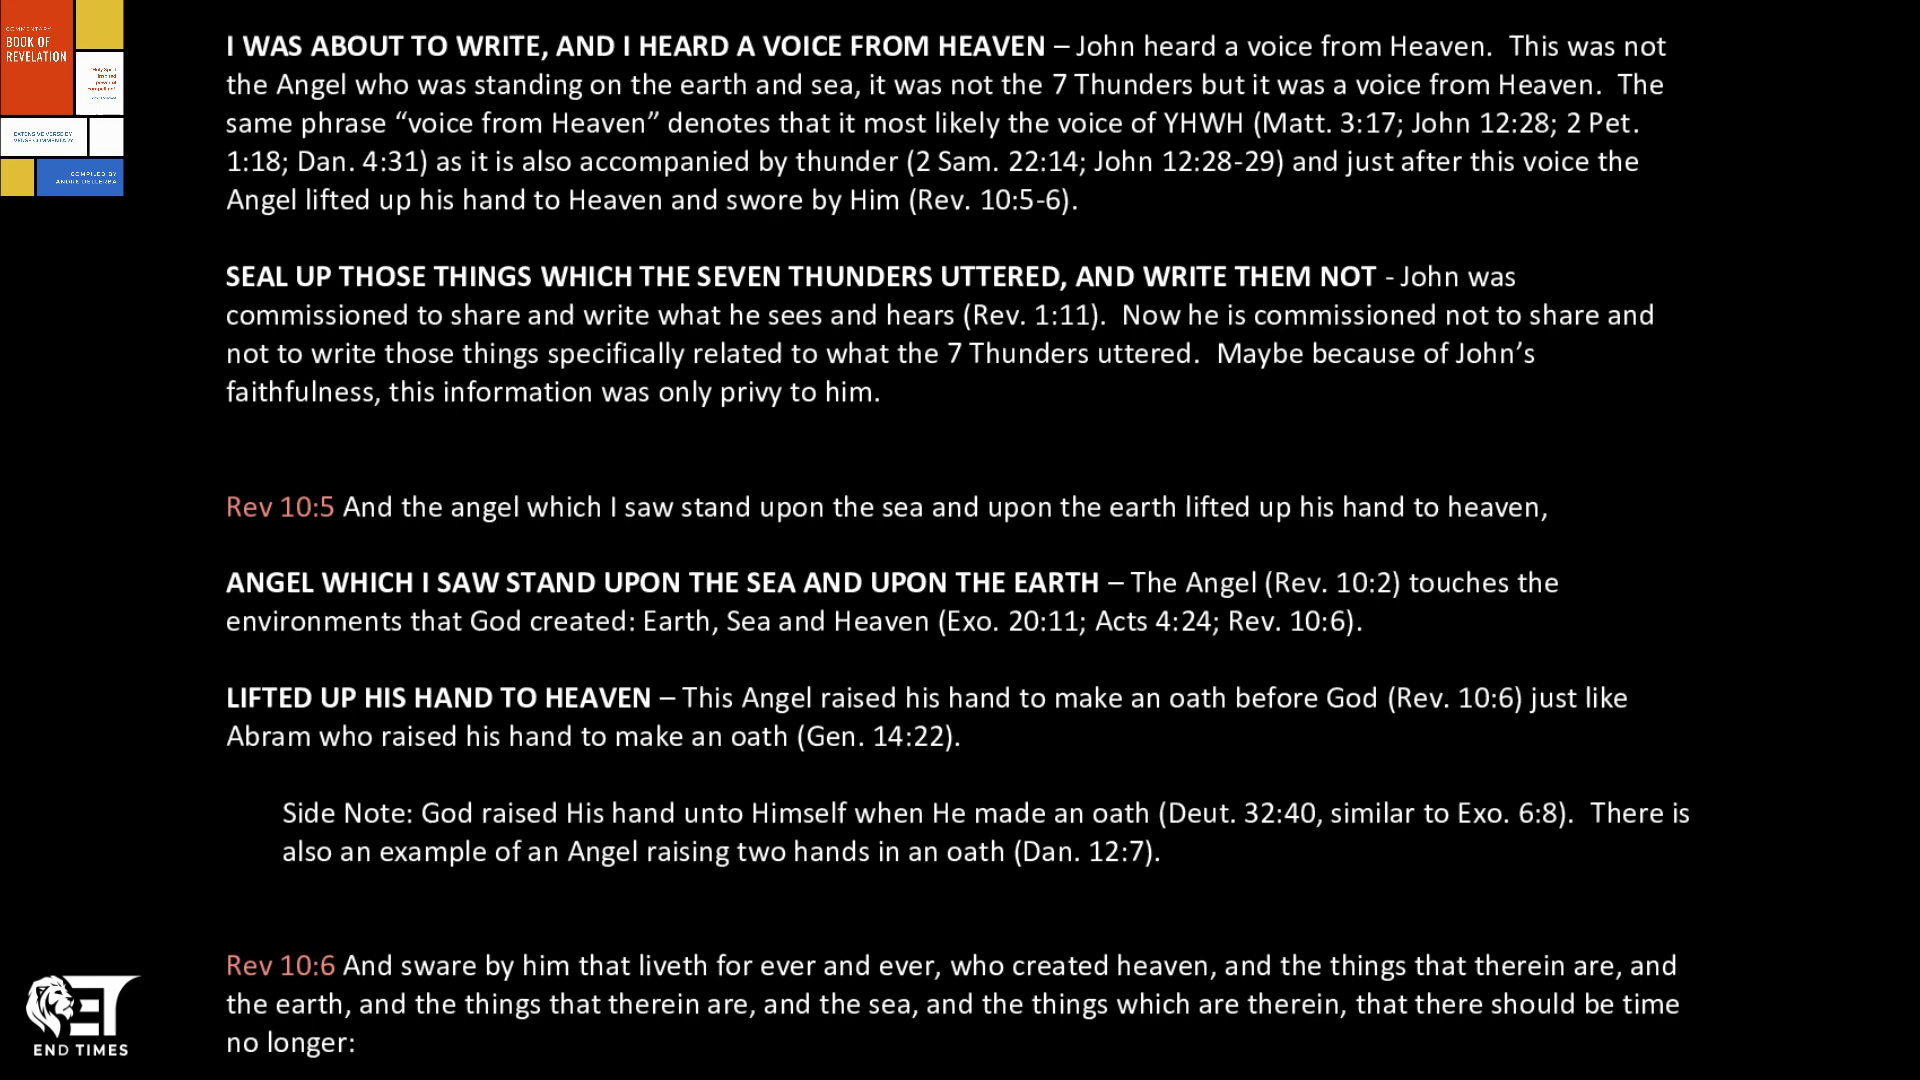 COMMENTARY
BOOK OF
REVELATION
"Holy Spirit
EXTENSIVE VERSE BY
VERSE COMMENTARY
COMPILED BY
I WAS ABOUT TO WRITE, AND I HEARD A VOICE FROM HEAVEN – John heard a voice from Heaven.  This was not
the Angel who was standing on the earth and sea, it was not the 7 Thunders but it was a voice from Heaven.  The
same phrase “voice from Heaven” denotes that it most likely the voice of YHWH (Matt. 3:17; John 12:28; 2 Pet.
1:18; Dan. 4:31) as it is also accompanied by thunder (2 Sam. 22:14; John 12:28-29) and just after this voice the
Angel lifted up his hand to Heaven and swore by Him (Rev. 10:5-6).
SEAL UP THOSE THINGS WHICH THE SEVEN THUNDERS UTTERED, AND WRITE THEM NOT - John was
commissioned to share and write what he sees and hears (Rev. 1:11).  Now he is commissioned not to share and
not to write those things specifically related to what the 7 Thunders uttered.  Maybe because of John’s
faithfulness, this information was only privy to him.
Rev 10:5 And the angel which I saw stand upon the sea and upon the earth lifted up his hand to heaven,
ANGEL WHICH I SAW STAND UPON THE SEA AND UPON THE EARTH – The Angel (Rev. 10:2) touches the
environments that God created: Earth, Sea and Heaven (Exo. 20:11; Acts 4:24; Rev. 10:6).
LIFTED UP HIS HAND TO HEAVEN – This Angel raised his hand to make an oath before God (Rev. 10:6) just like
Abram who raised his hand to make an oath (Gen. 14:22).
Side Note: God raised His hand unto Himself when He made an oath (Deut. 32:40, similar to Exo. 6:8).  There is
also an example of an Angel raising two hands in an oath (Dan. 12:7).
Rev 10:6 And sware by him that liveth for ever and ever, who created heaven, and the things that therein are, and
the earth, and the things that therein are, and the sea, and the things which are therein, that there should be time
no longer:
ET
END TIMES